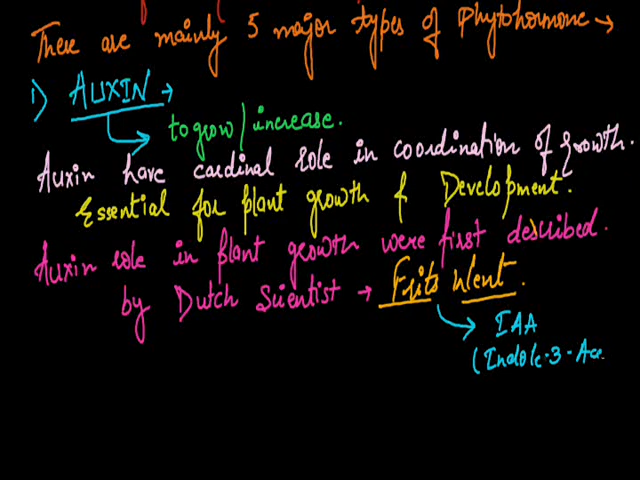 There are mainly 5 major types of Phytohormone →
1) AUXIN →
to grow / increase.
Auxin have cardinal role in coordination of growth.
Essential for plant growth & Development.
Auxin role in plant growth were first described.
by Dutch Scientist → Frits Went.
IAA
(Indole-3-Ace